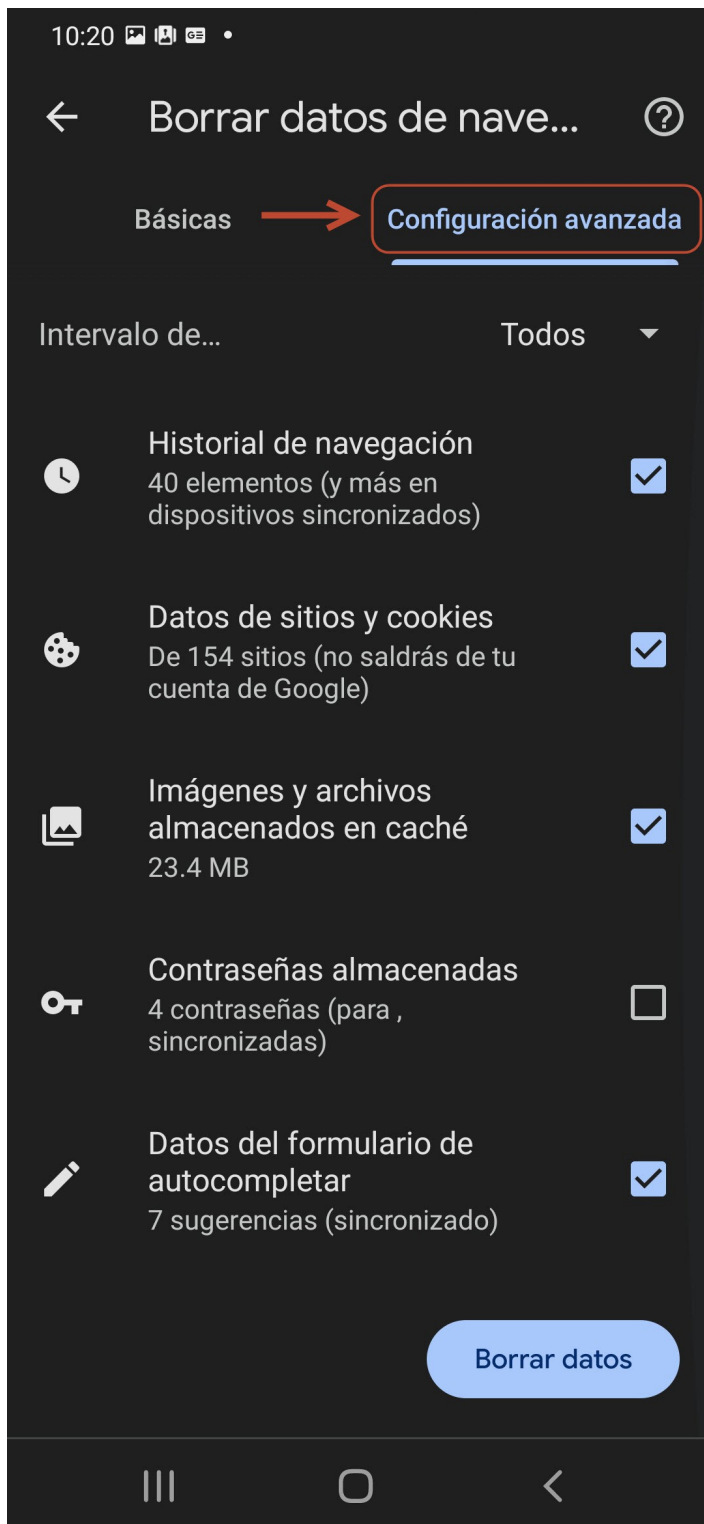 10:20
Borrar datos de nave...
Básicas
Configuración avanzada
Intervalo de...
Todos
Historial de navegación
40 elementos (y más en
dispositivos sincronizados)
Datos de sitios y cookies
De 154 sitios (no saldrás de tu
cuenta de Google)
Imágenes y archivos
almacenados en caché
23.4 MB
Contraseñas almacenadas
4 contraseñas (para ,
sincronizadas)
Datos del formulario de
autocompletar
7 sugerencias (sincronizado)
Borrar datos